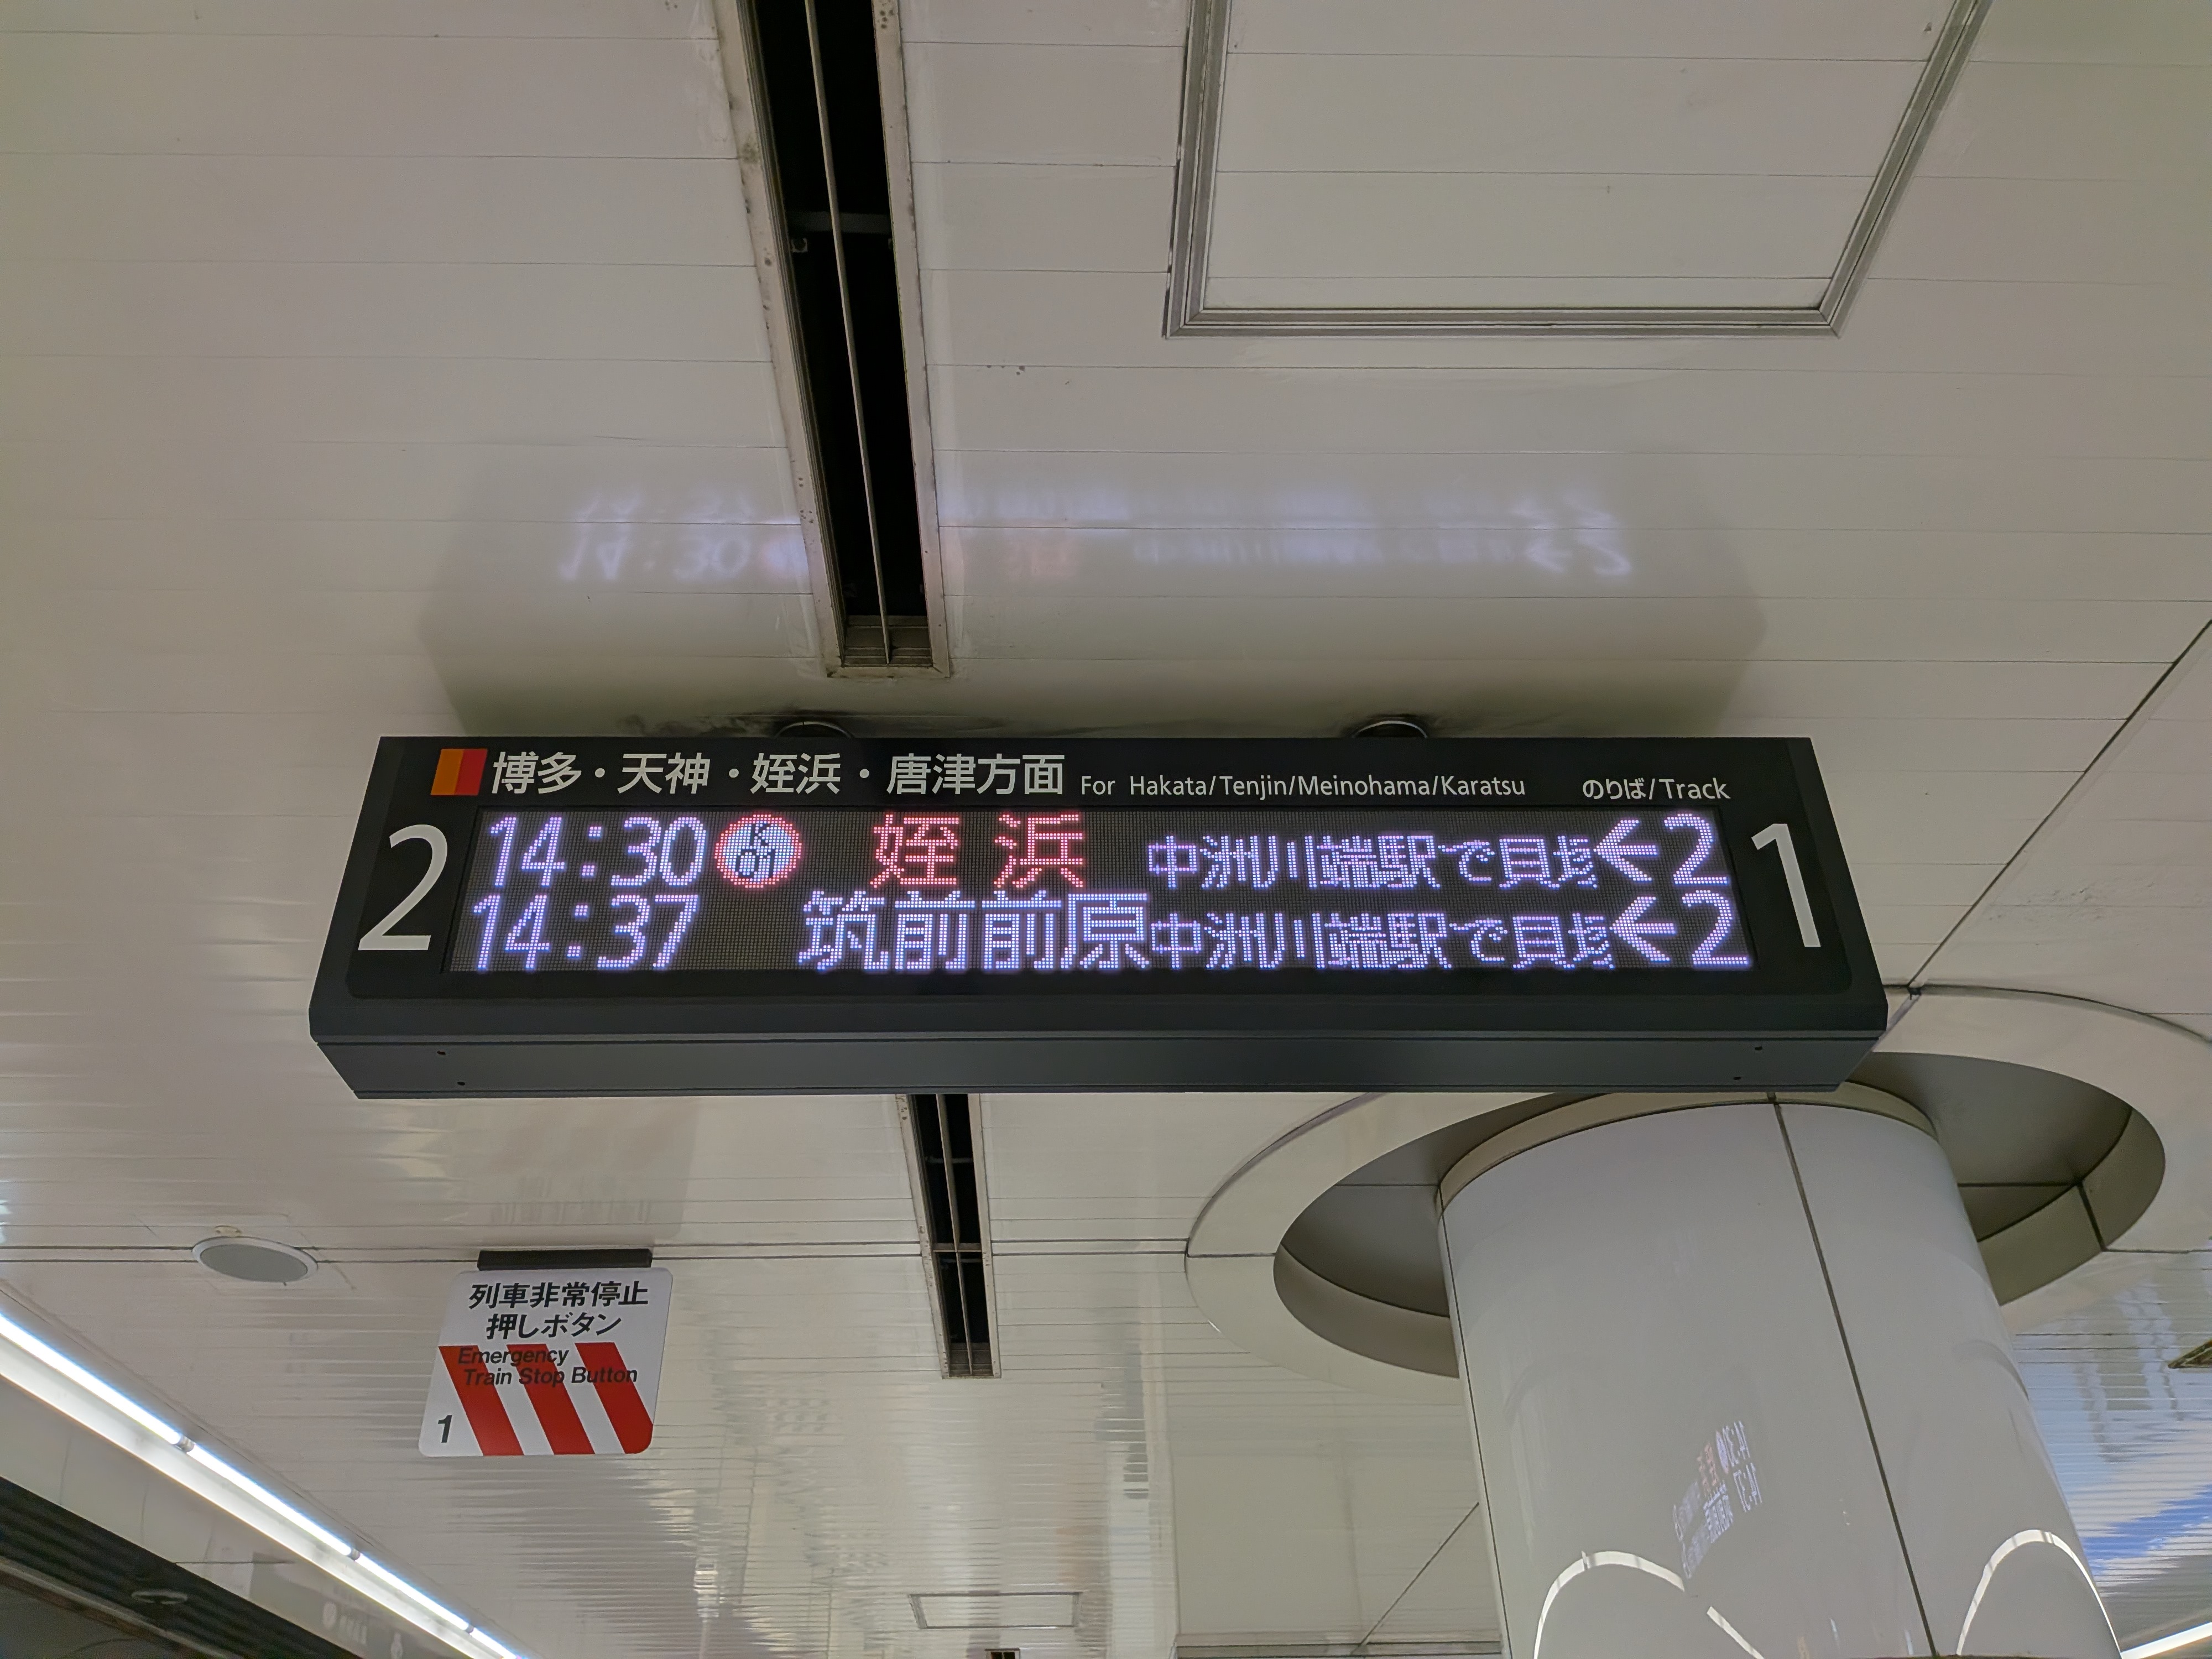 博多・天神・姪浜・唐津方面 For Hakata/Tenjin/Meinohama/Karatsu のりば/Track
2
14:30 K 01 姪浜 中洲川端駅で貝塚 ←2
14:37 筑前前原 中洲川端駅で貝塚 ←2
1
列車非常停止
押しボタン
Emergency
Train Stop Button
1